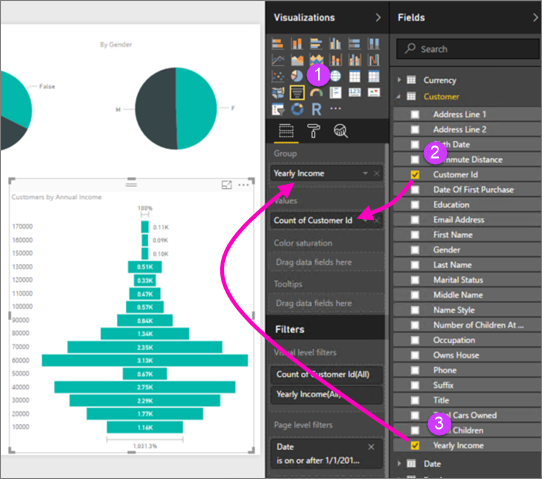 By Gender
False
M
F
Customers by Annual Income
100%
170000 0.11K
160000 0.09K
150000 0.10K
130000 0.51K
120000 0.33K
110000 0.47K
100000 0.57K
90000 0.84K
80000 1.34K
70000 2.35K
60000 3.13K
50000 0.67K
40000 2.75K
30000 2.29K
20000 1.77K
10000 1.16K
1,031.3%
Visualizations
1
R
Group
Yearly Income
Values
Count of Customer Id
Color saturation
Drag data fields here
Tooltips
Drag data fields here
Filters
Visual level filters
Count of Customer Id(All)
Yearly Income(All)
Page level filters
Date
is on or after 1/1/201...
Fields
Search
Currency
Customer
Address Line 1
Address Line 2
Date
2
Distance
Customer Id
Date Of First Purchase
Education
Email Address
First Name
Gender
Last Name
Marital Status
Middle Name
Name Style
Number of Children At ...
Occupation
Owns House
Phone
Suffix
Title
Cars Owned
3
Children
Yearly Income
Date